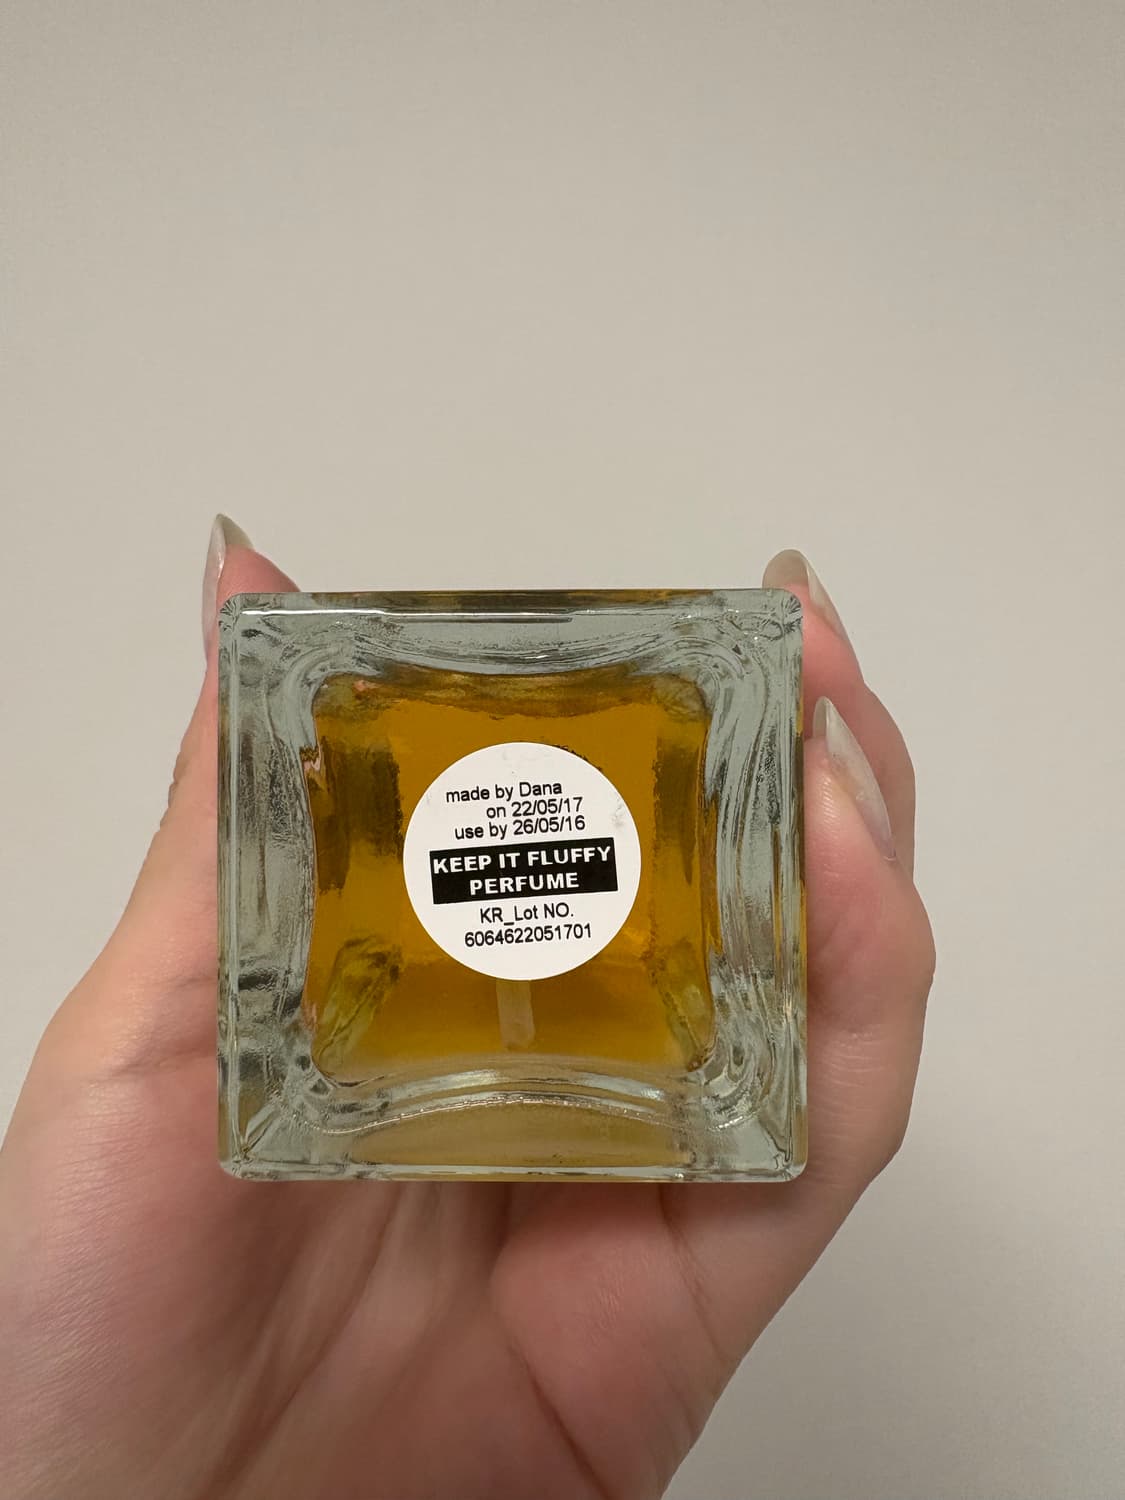 made by Dana
on 22/05/17
use by 26/05/16
KEEP IT FLUFFY
PERFUME
KR_Lot NO.
6064622051701